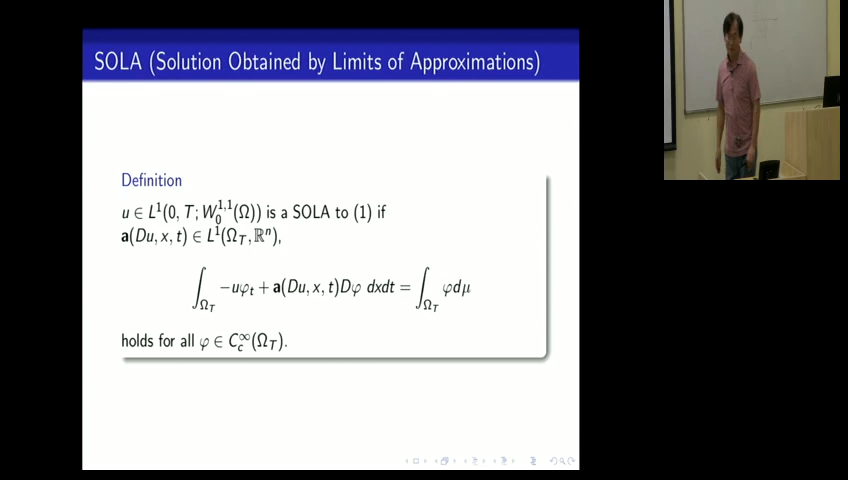 SOLA (Solution Obtained by Limits of Approximations)
Definition
u ∈ L¹(0, T; W₀^{1,1}(Ω)) is a SOLA to (1) if
a(Du, x, t) ∈ L¹(Ω_T, ℝⁿ),
∫_{Ω_T} −uφ_t + a(Du, x, t)Dφ dxdt = ∫_{Ω_T} φdμ
holds for all φ ∈ C_c^∞(Ω_T).